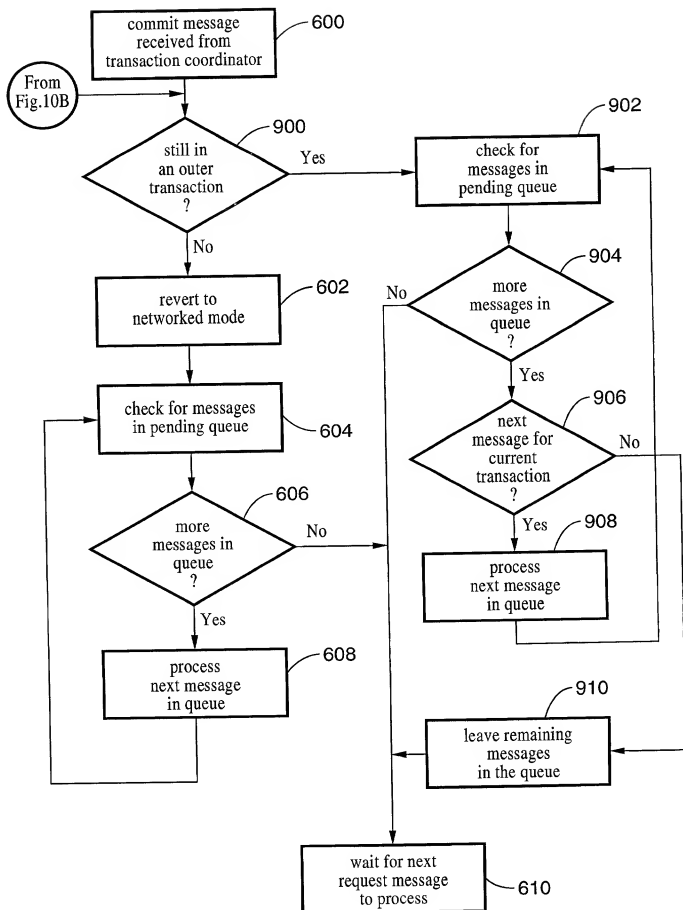 commit message
received from
transaction coordinator
600
From
Fig.10B
900
still in
an outer
transaction
?
Yes
No
902
check for
messages in
pending queue
602
revert to
networked mode
904
more
messages in
queue
?
No
Yes
check for messages
in pending queue
604
906
next
message for
current
transaction
?
No
Yes
606
more
messages in
queue
?
No
Yes
908
process
next message
in queue
608
process
next message
in queue
910
leave remaining
messages
in the queue
wait for next
request message
to process
610